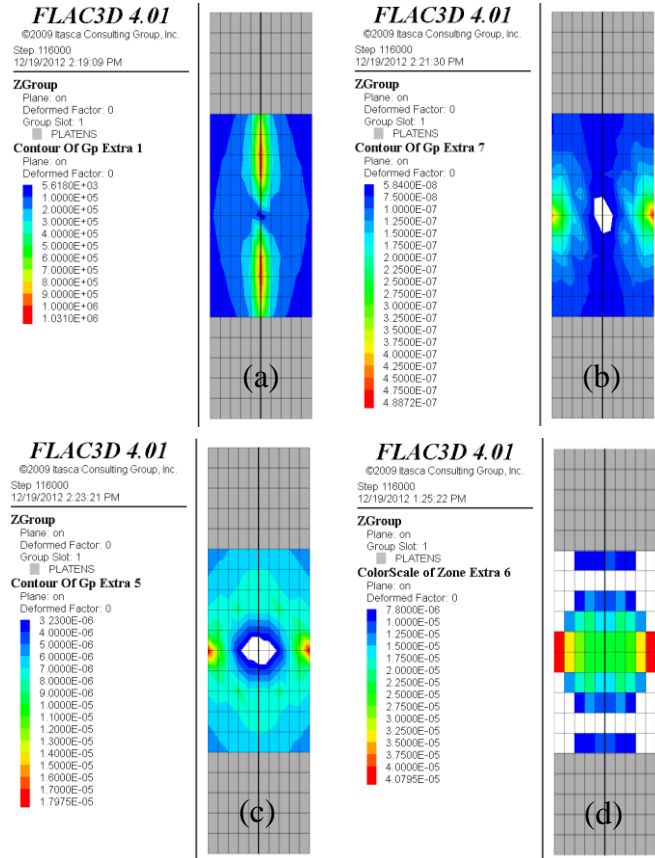 FLAC3D 4.01
©2009 Itasca Consulting Group, Inc.
Step 116000
12/19/2012 2:19:09 PM
ZGroup
Plane: on
Deformed Factor: 0
Group Slot: 1
PLATENS
Contour Of Gp Extra 1
Plane: on
Deformed Factor: 0
5.6180E+03
1.0000E+05
2.0000E+05
3.0000E+05
4.0000E+05
5.0000E+05
6.0000E+05
7.0000E+05
8.0000E+05
9.0000E+05
1.0000E+06
1.0310E+06
(a)
FLAC3D 4.01
©2009 Itasca Consulting Group, Inc.
Step 116000
12/19/2012 2:21:30 PM
ZGroup
Plane: on
Deformed Factor: 0
Group Slot: 1
PLATENS
Contour Of Gp Extra 7
Plane: on
Deformed Factor: 0
5.8400E-08
7.5000E-08
1.0000E-07
1.2500E-07
1.5000E-07
1.7500E-07
2.0000E-07
2.2500E-07
2.5000E-07
2.7500E-07
3.0000E-07
3.2500E-07
3.5000E-07
3.7500E-07
4.0000E-07
4.2500E-07
4.5000E-07
4.7500E-07
4.8872E-07
(b)
FLAC3D 4.01
©2009 Itasca Consulting Group, Inc.
Step 116000
12/19/2012 2:23:21 PM
ZGroup
Plane: on
Deformed Factor: 0
Group Slot: 1
PLATENS
Contour Of Gp Extra 5
Plane: on
Deformed Factor: 0
3.2300E-06
4.0000E-06
5.0000E-06
6.0000E-06
7.0000E-06
8.0000E-06
9.0000E-06
1.0000E-05
1.1000E-05
1.2000E-05
1.3000E-05
1.4000E-05
1.5000E-05
1.6000E-05
1.7000E-05
1.7975E-05
(c)
FLAC3D 4.01
©2009 Itasca Consulting Group, Inc.
Step 116000
12/19/2012 1:25:22 PM
ZGroup
Plane: on
Deformed Factor: 0
Group Slot: 1
PLATENS
ColorScale of Zone Extra 6
Plane: on
Deformed Factor: 0
7.8000E-06
1.0000E-05
1.2500E-05
1.5000E-05
1.7500E-05
2.0000E-05
2.2500E-05
2.5000E-05
2.7500E-05
3.0000E-05
3.2500E-05
3.5000E-05
3.7500E-05
4.0000E-05
4.0795E-05
(d)